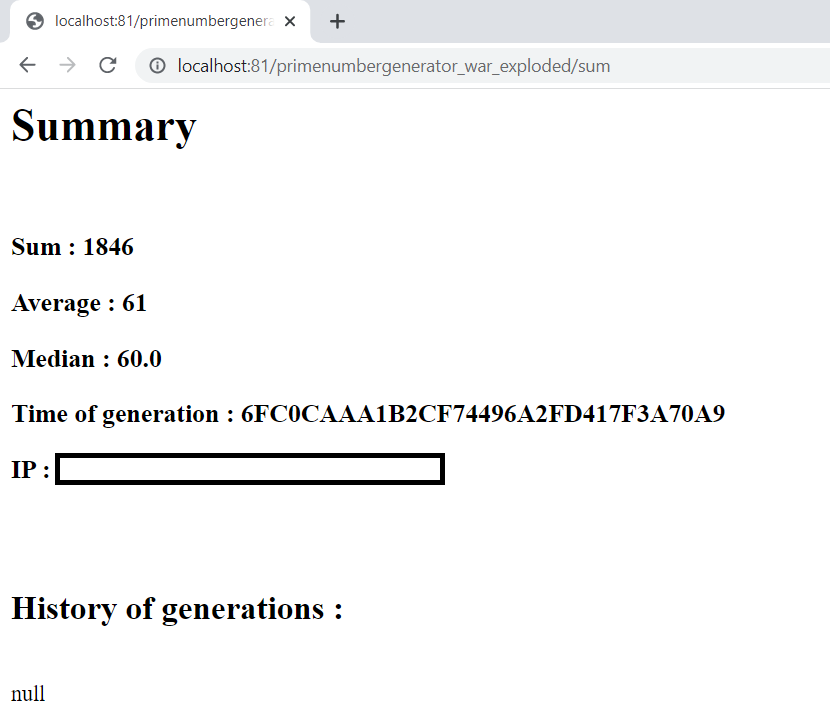 localhost:81/primenumbergenera
localhost:81/primenumbergenerator_war_exploded/sum
Summary
Sum : 1846
Average : 61
Median : 60.0
Time of generation : 6FC0CAAA1B2CF74496A2FD417F3A70A9
IP :
History of generations :
null